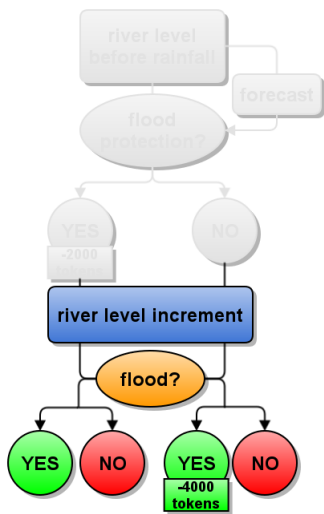 river level
before rainfall
forecast
flood
protection?
YES
-2000
tokens
NO
river level increment
flood?
YES
NO
YES
-4000
tokens
NO